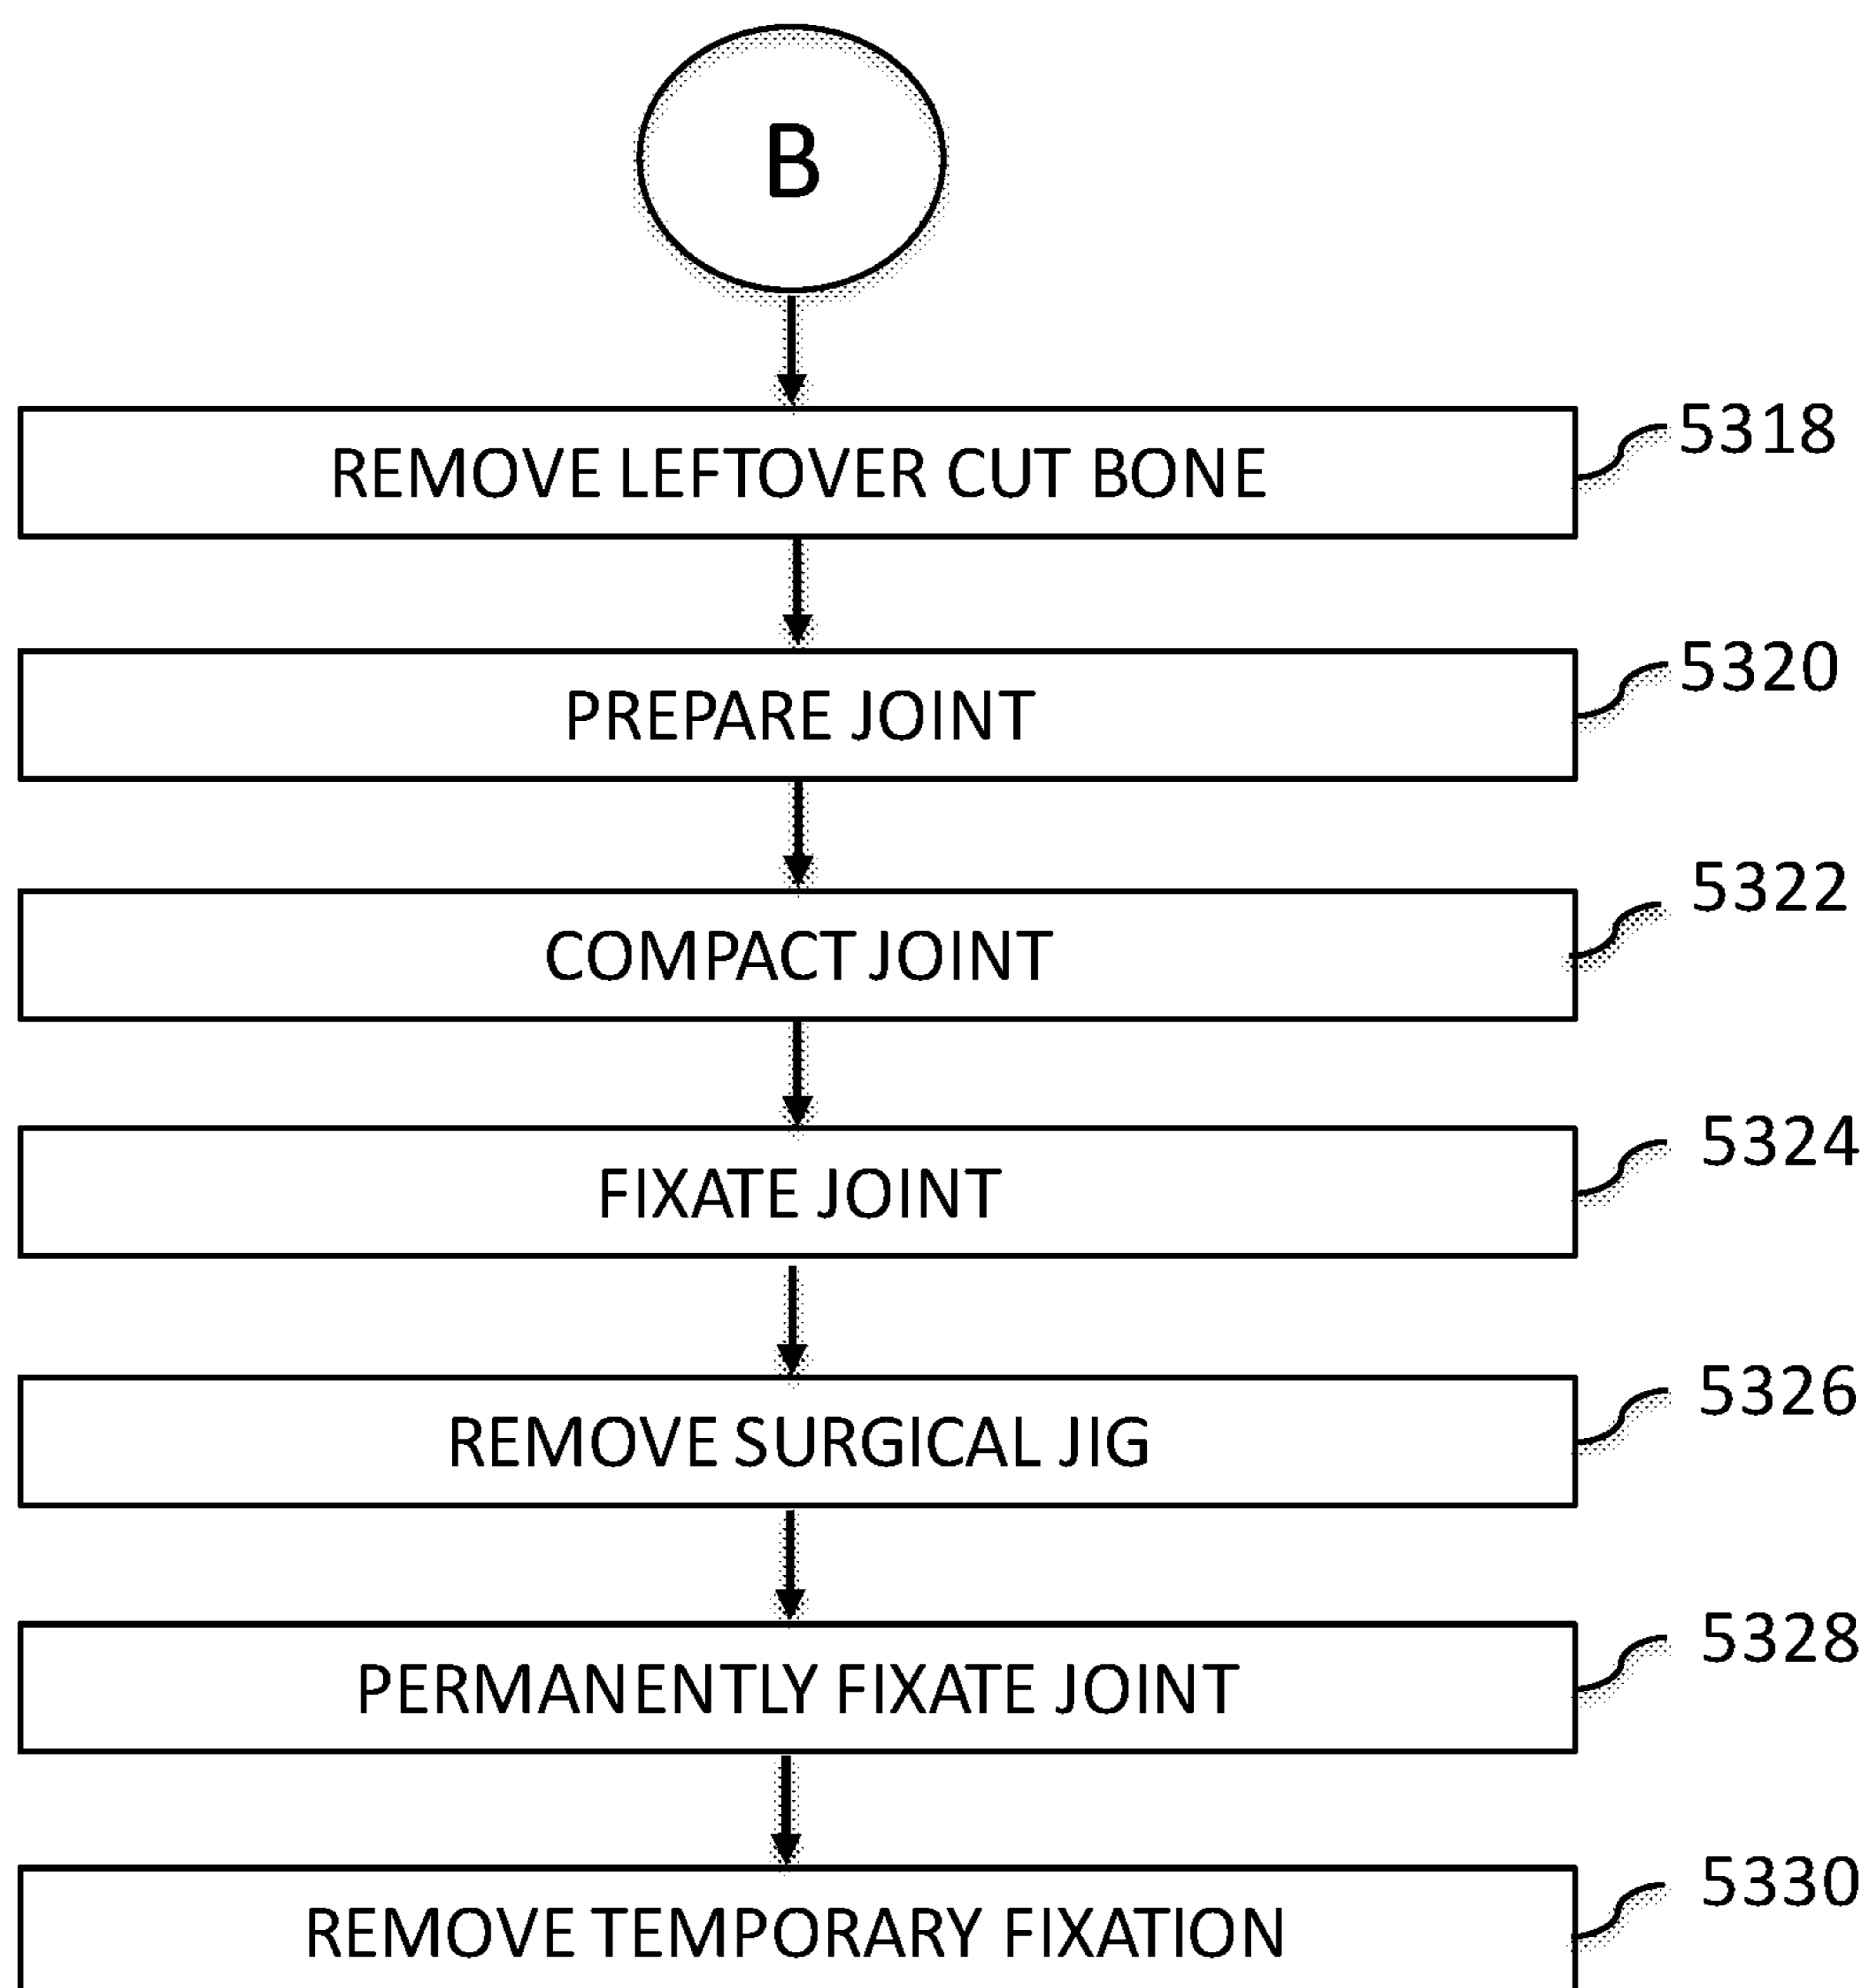 B
REMOVE LEFTOVER CUT BONE
5318
PREPARE JOINT
5320
COMPACT JOINT
5322
FIXATE JOINT
5324
REMOVE SURGICAL JIG
5326
PERMANENTLY FIXATE JOINT
5328
REMOVE TEMPORARY FIXATION
5330